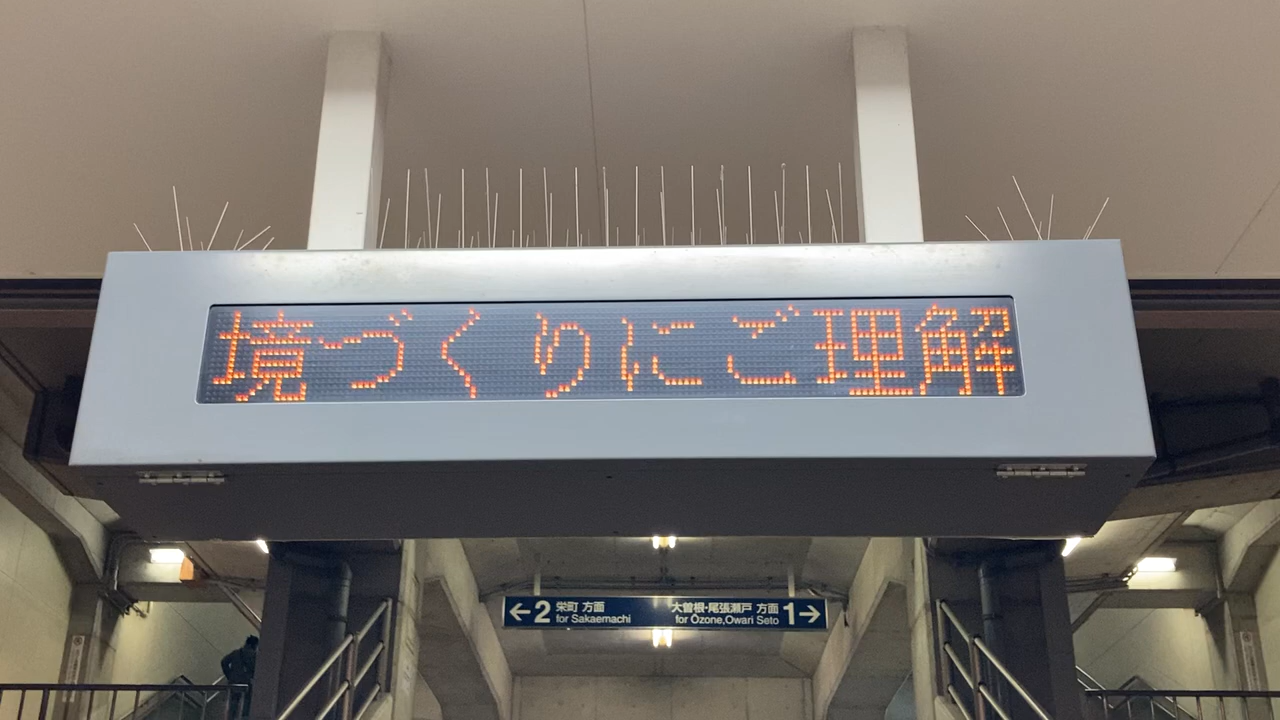 境づくりにご理解
←2 栄町 方面
for Sakaemachi
大曽根・尾張瀬戸 方面 1→
for Ōzone,Owari Seto